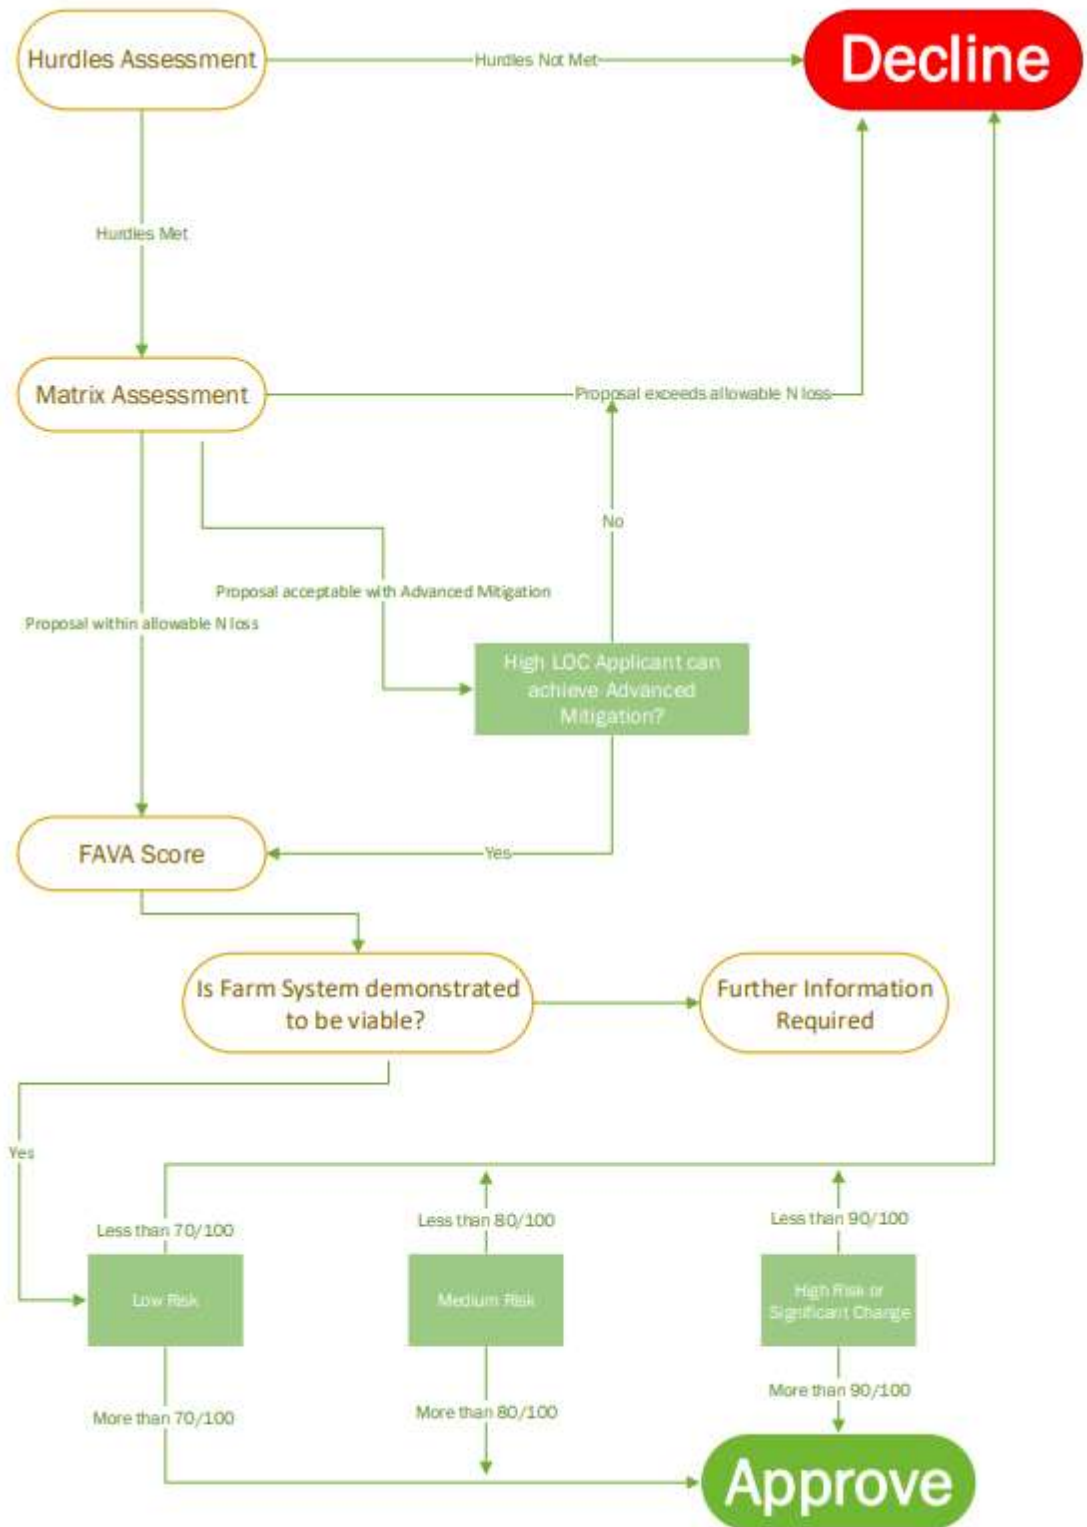 Hurdles Assessment
Hurdles Not Met
Decline
Hurdles Met
Matrix Assessment
Proposal exceeds allowable N loss
No
Proposal acceptable with Advanced Mitigation
Proposal within allowable N loss
High LOC Applicant can
achieve Advanced
Mitigation?
FAVA Score
Yes
Is Farm System demonstrated
to be viable?
Further Information
Required
Yes
Less than 70/100
Less than 80/100
Less than 90/100
Low Risk
Medium Risk
High Risk or
Significant Change
More than 70/100
More than 80/100
More than 90/100
Approve